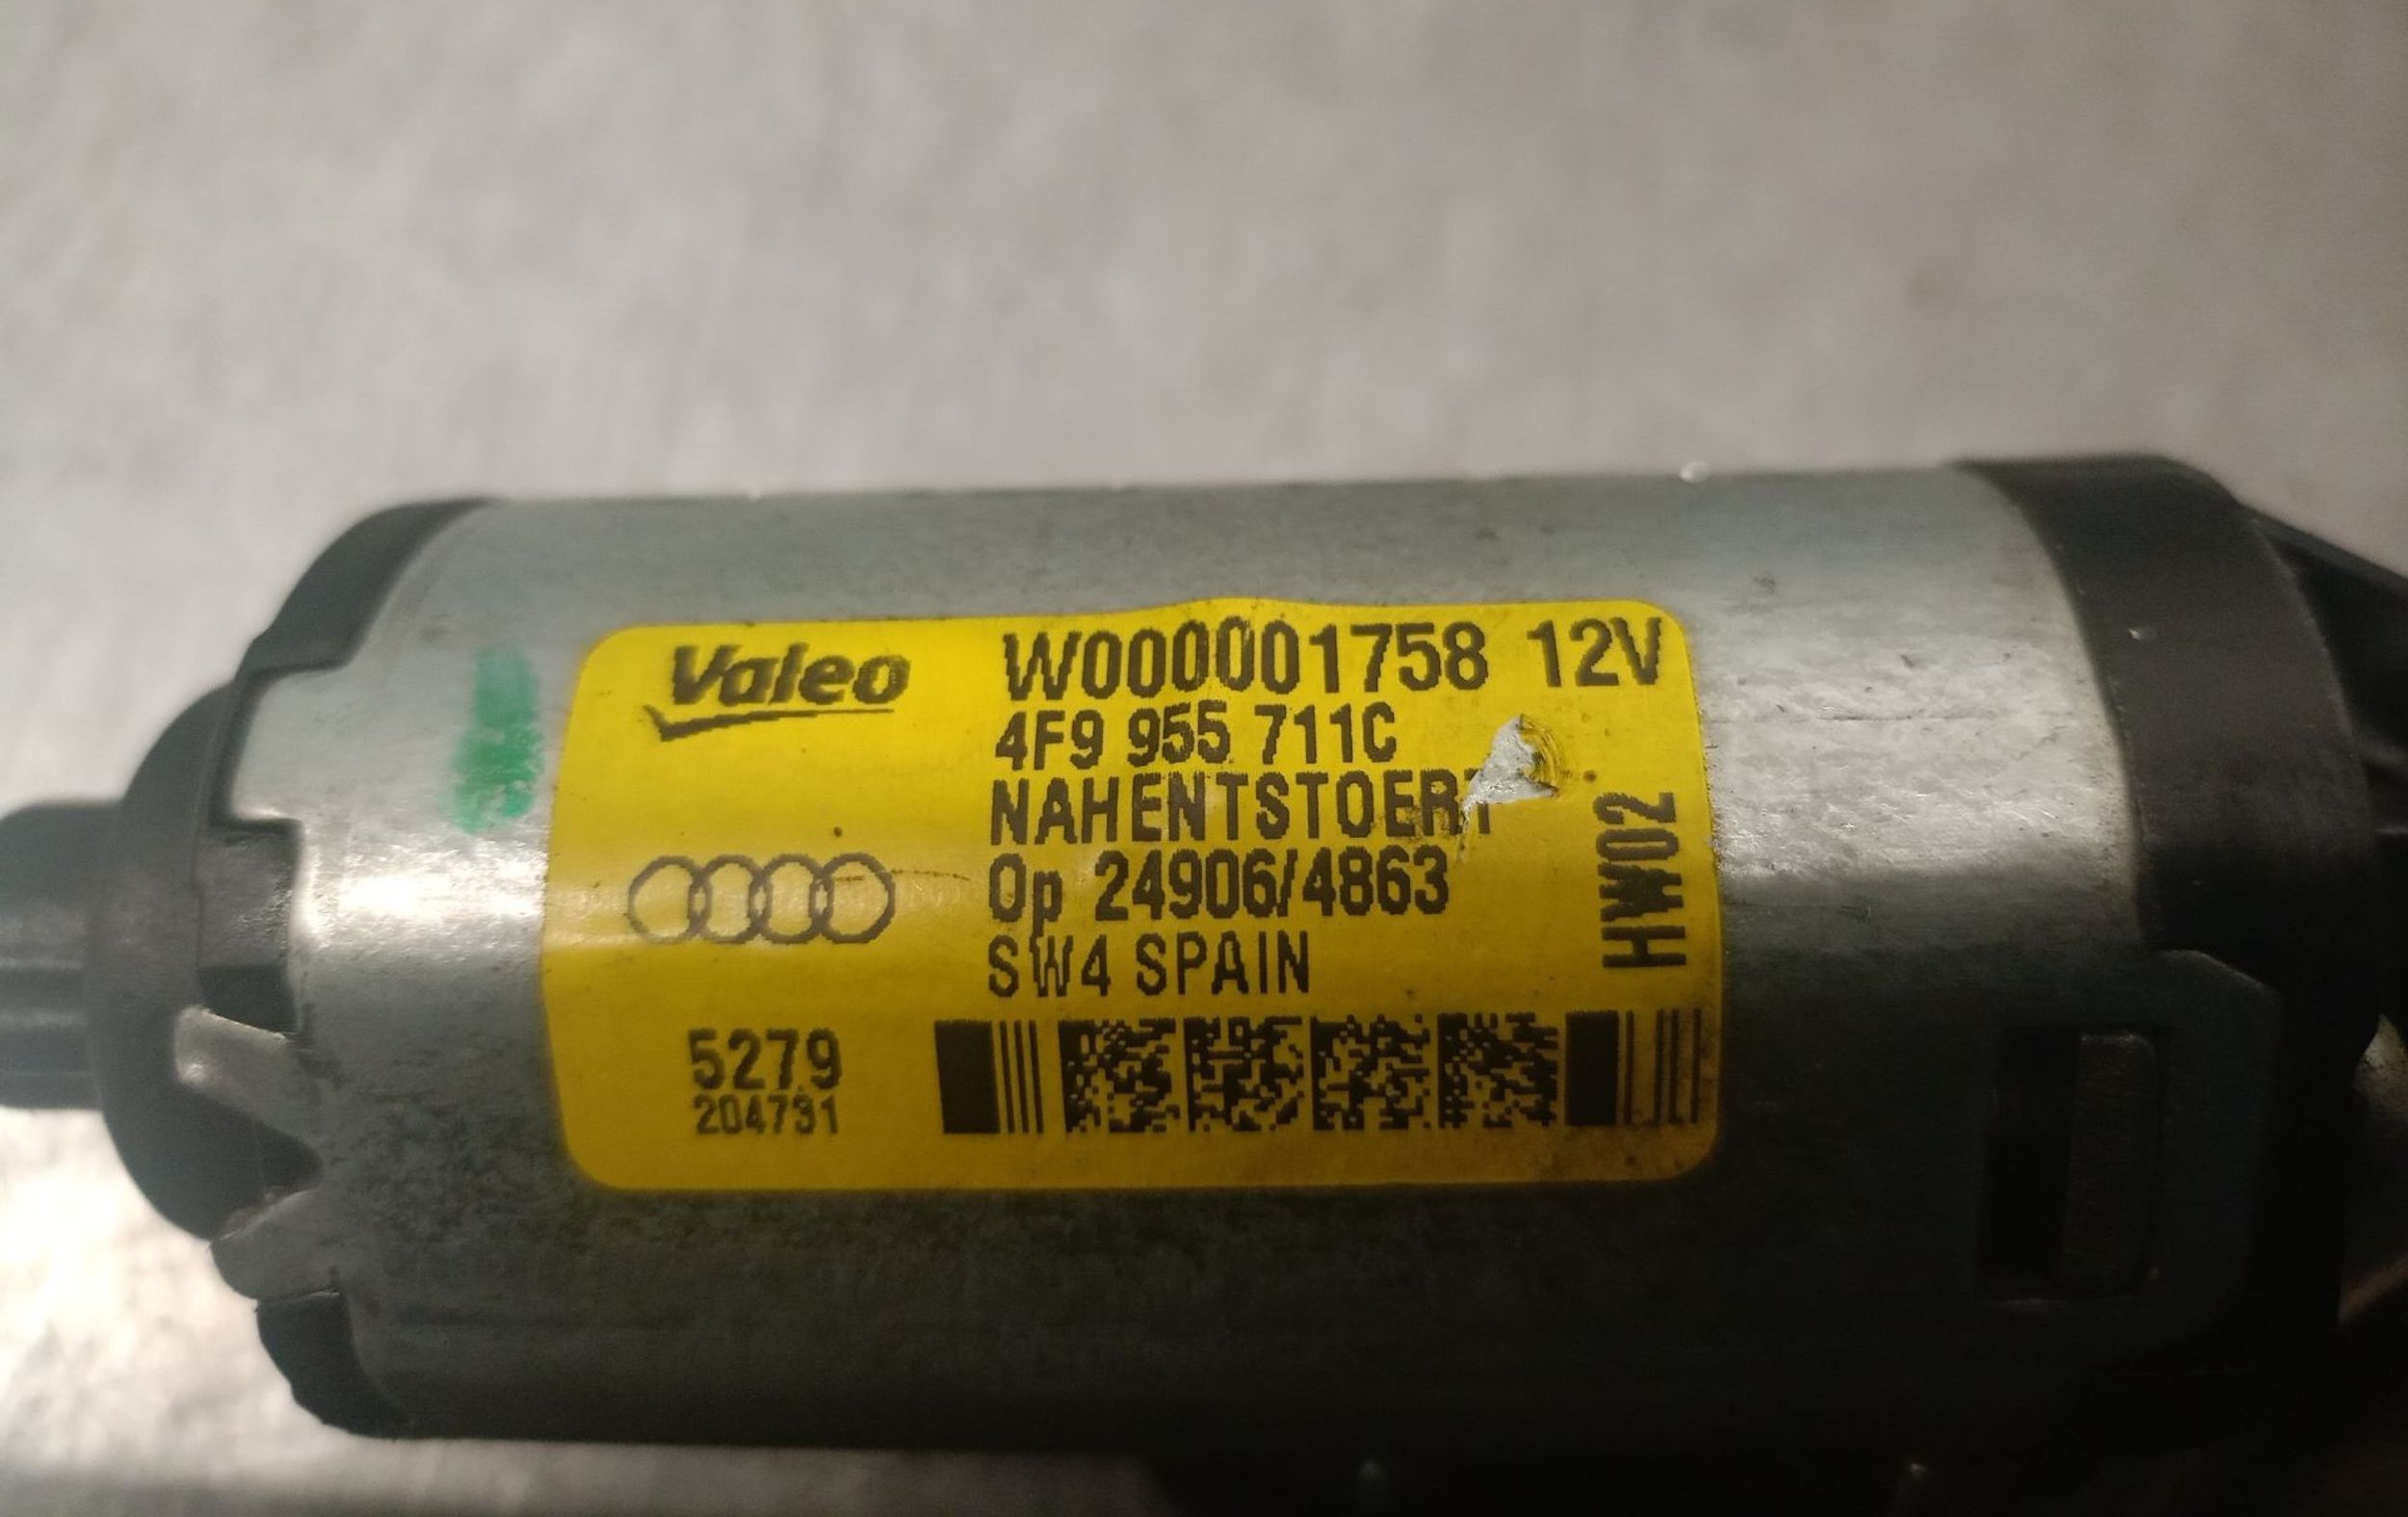 Valeo
W000001758 12V
4F9 955 711C
NAHENTSTOERT
Op 24906/4863
SW4 SPAIN
HW02
5279
204731